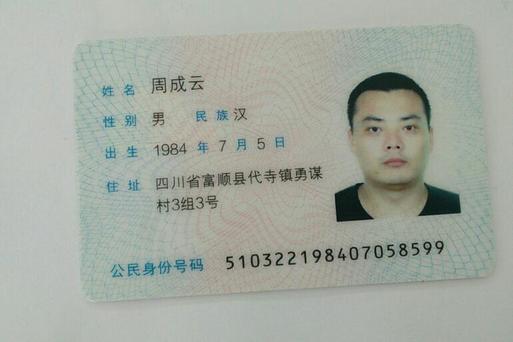 姓名 周成云
性别 男 民族 汉
出生 1984 年 7 月 5 日
住址 四川省富顺县代寺镇勇谋
村3组3号
公民身份号码 510322198407058599